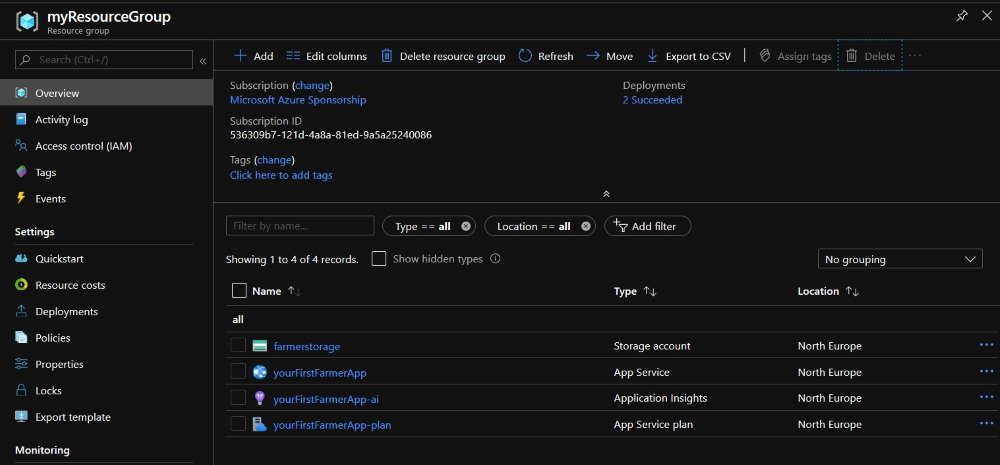 myResourceGroup
Resource group
Search (Ctrl+/)
«
Overview
Activity log
Access control (IAM)
Tags
Events
Settings
Quickstart
Resource costs
Deployments
Policies
Properties
Locks
Export template
Monitoring
Add Edit columns Delete resource group Refresh Move Export to CSV Assign tags Delete ...
Subscription (change)
Microsoft Azure Sponsorship
Deployments
2 Succeeded
Subscription ID
536309b7-121d-4a8a-81ed-9a5a25240086
Tags (change)
Click here to add tags
Filter by name... Type == all Location == all Add filter
Showing 1 to 4 of 4 records. Show hidden types No grouping
Name Type Location
all
farmerstorage Storage account North Europe ...
yourFirstFarmerApp App Service North Europe ...
yourFirstFarmerApp-ai Application Insights North Europe ...
yourFirstFarmerApp-plan App Service plan North Europe ...